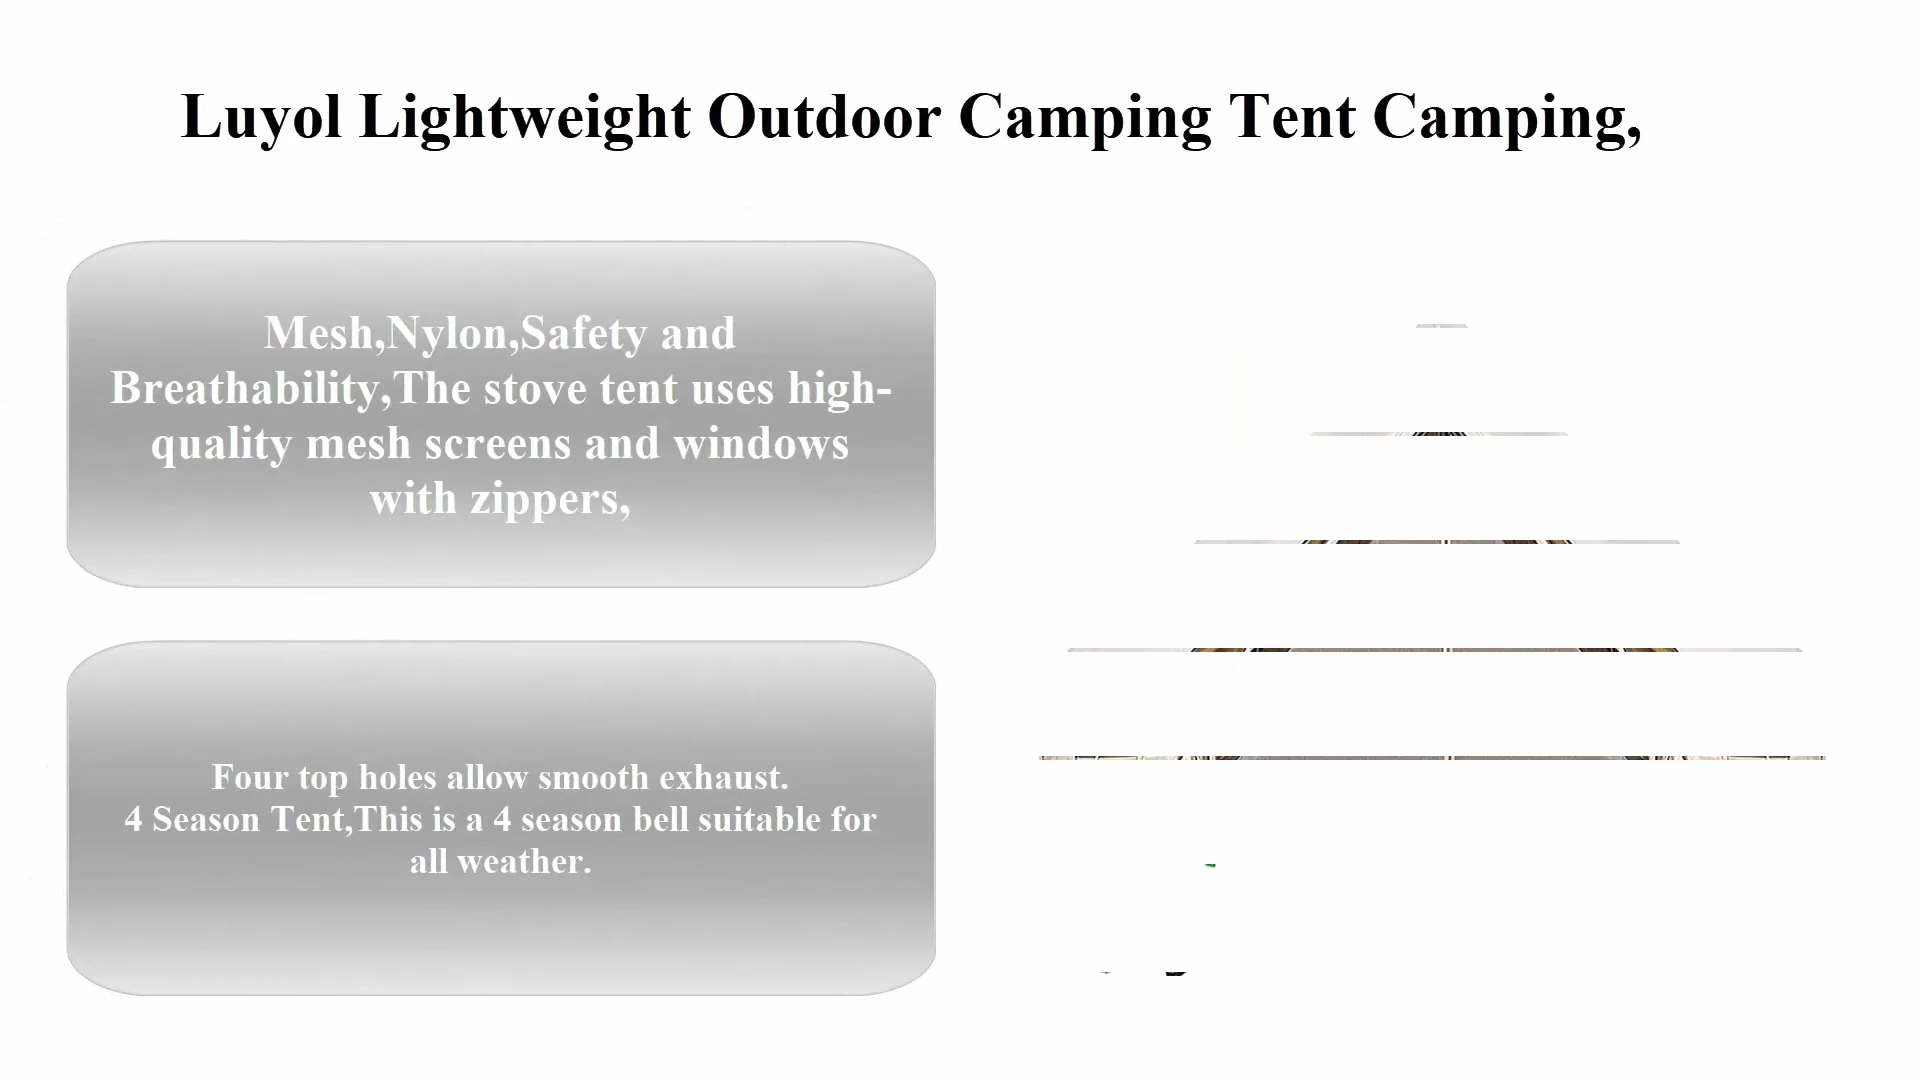 Luyol Lightweight Outdoor Camping Tent Camping,
Mesh,Nylon,Safety and
Breathability,The stove tent uses high-
quality mesh screens and windows
with zippers,
Four top holes allow smooth exhaust.
4 Season Tent,This is a 4 season bell suitable for
all weather.